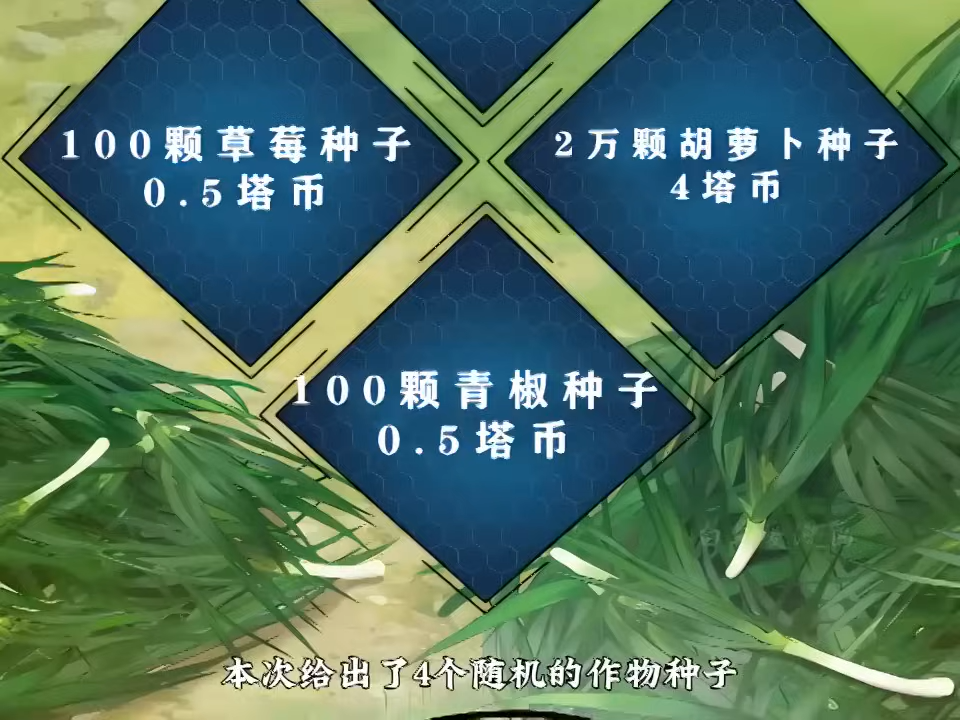 100颗草莓种子
0.5塔币
2万颗胡萝卜种子
4塔币
100颗青椒种子
0.5塔币
本次给出了4个随机的作物种子